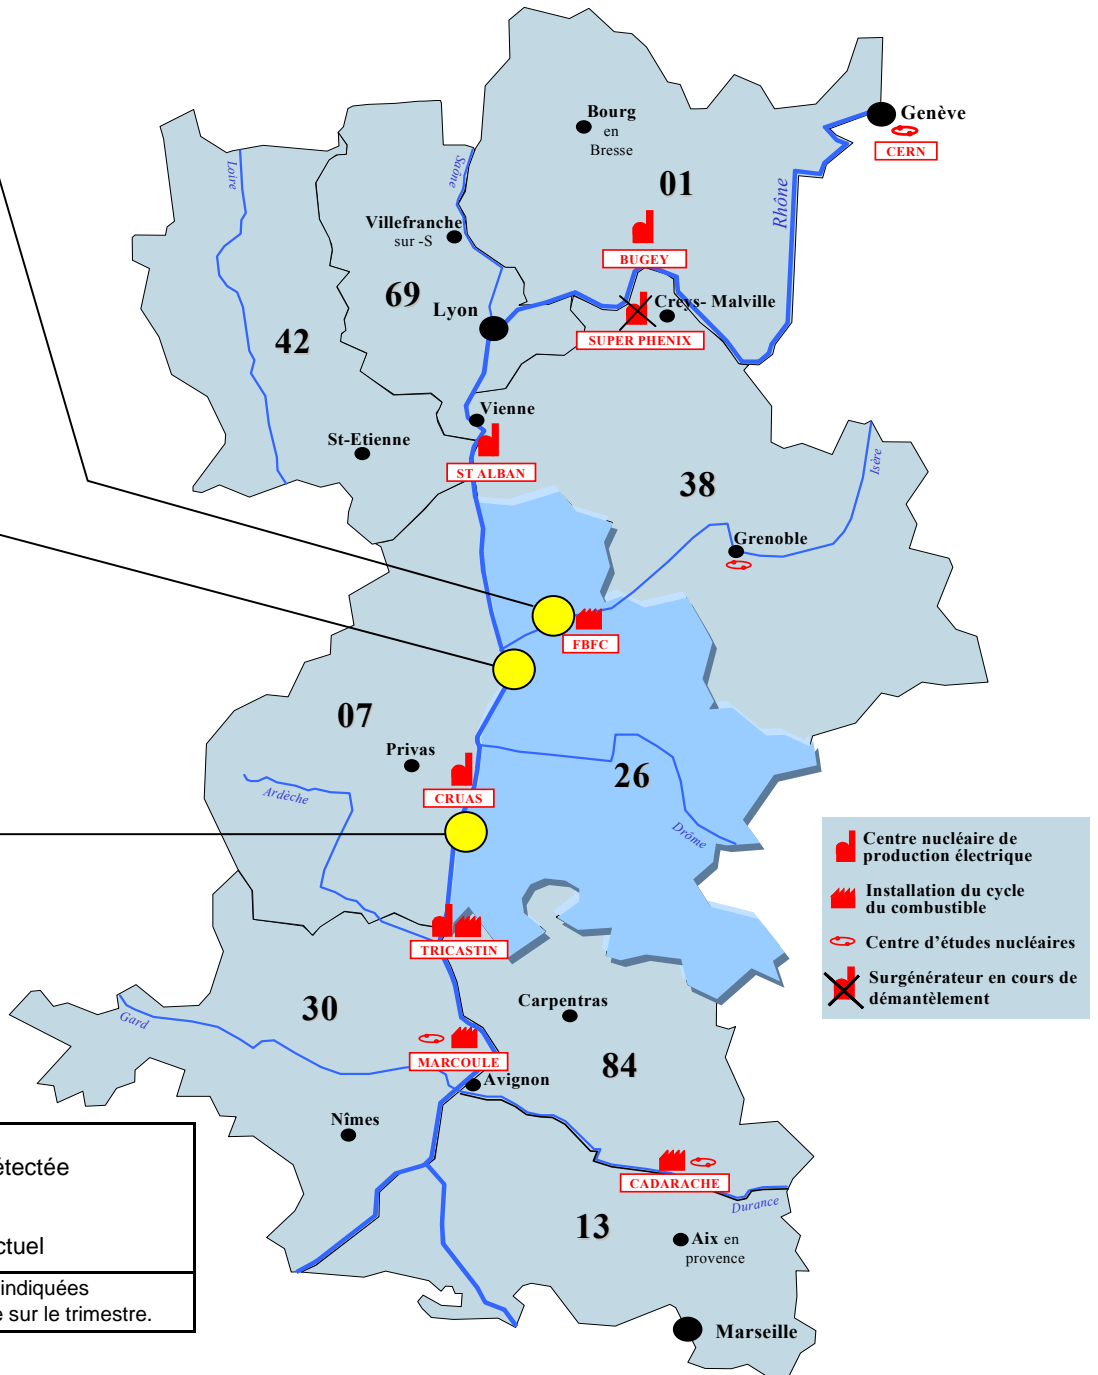 Bourg
en
Bresse
Genève
CERN
01
Loire
Saône
Rhône
Villefranche
sur -S
BUGEY
69
Lyon
Creys- Malville
42
SUPER PHENIX
Vienne
St-Etienne
ST ALBAN
38
Isère
Grenoble
FBFC
07
Privas
26
CRUAS
Ardèche
Drôme
Centre nucléaire de
production électrique
Installation du cycle
du combustible
Centre d'études nucléaires
Surgénérateur en cours de
démantèlement
TRICASTIN
30
Carpentras
Gard
84
MARCOULE
Avignon
Nîmes
étectée
CADARACHE
Durance
13
Aix en
provence
ctuel
indiquées
e sur le trimestre.
Marseille